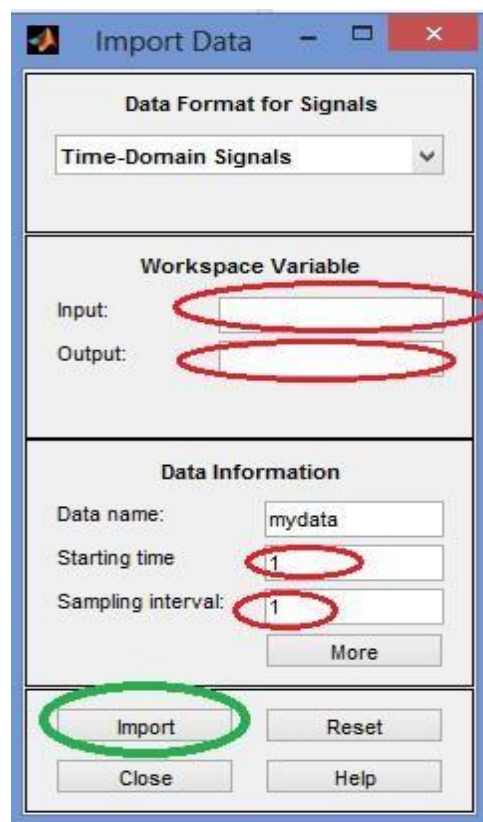 Import Data
Data Format for Signals
Time-Domain Signals
Workspace Variable
Input:
Output:
Data Information
Data name: mydata
Starting time 1
Sampling interval: 1
More
Import Reset
Close Help